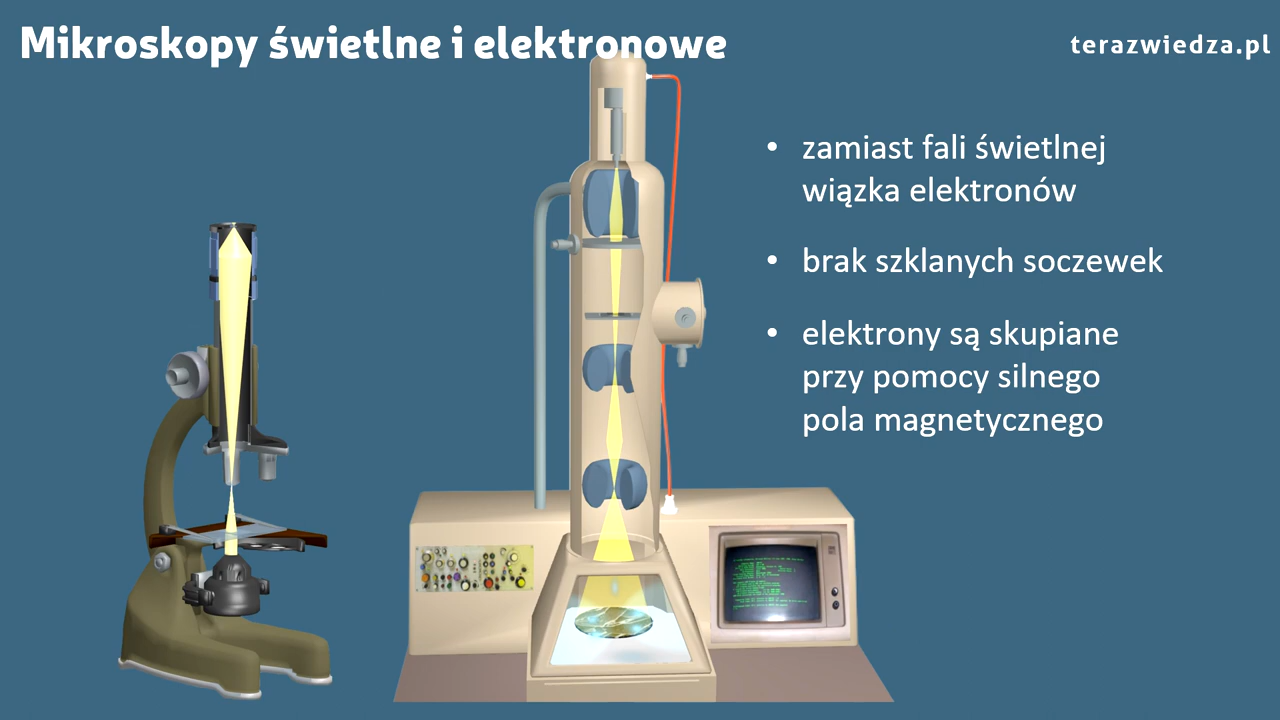 Mikroskopy świetlne i elektronowe
terazwiedza.pl
• zamiast fali świetlnej
wiązka elektronów
• brak szklanych soczewek
• elektrony są skupiane
przy pomocy silnego
pola magnetycznego